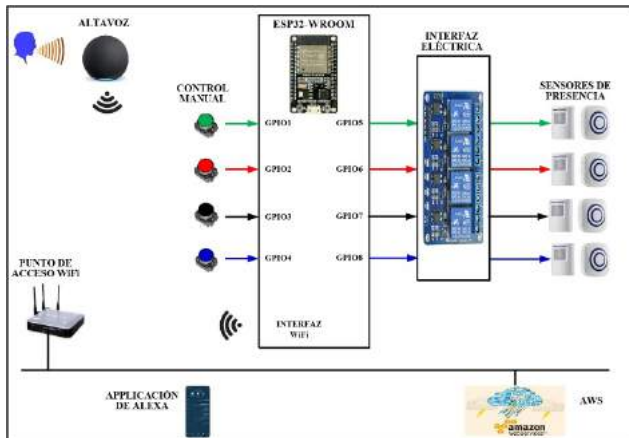 ALTAVOZ
ESP32-WROOM
INTERFAZ
ELÉCTRICA
CONTROL
MANUAL
SENSORES DE
PRESENCIA
GPIO1
GPIO5
GPIO2
GPIO6
GPIO3
GPIO7
GPIO4
GPIO8
PUNTO DE
ACCESO WiFi
INTERFAZ
WiFi
APPLICACIÓN
DE ALEXA
amazon
AWS